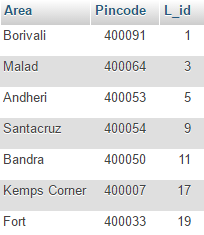 Area Pincode L_id
Borivali 400091 1
Malad 400064 3
Andheri 400053 5
Santacruz 400054 9
Bandra 400050 11
Kemps Corner 400007 17
Fort 400033 19